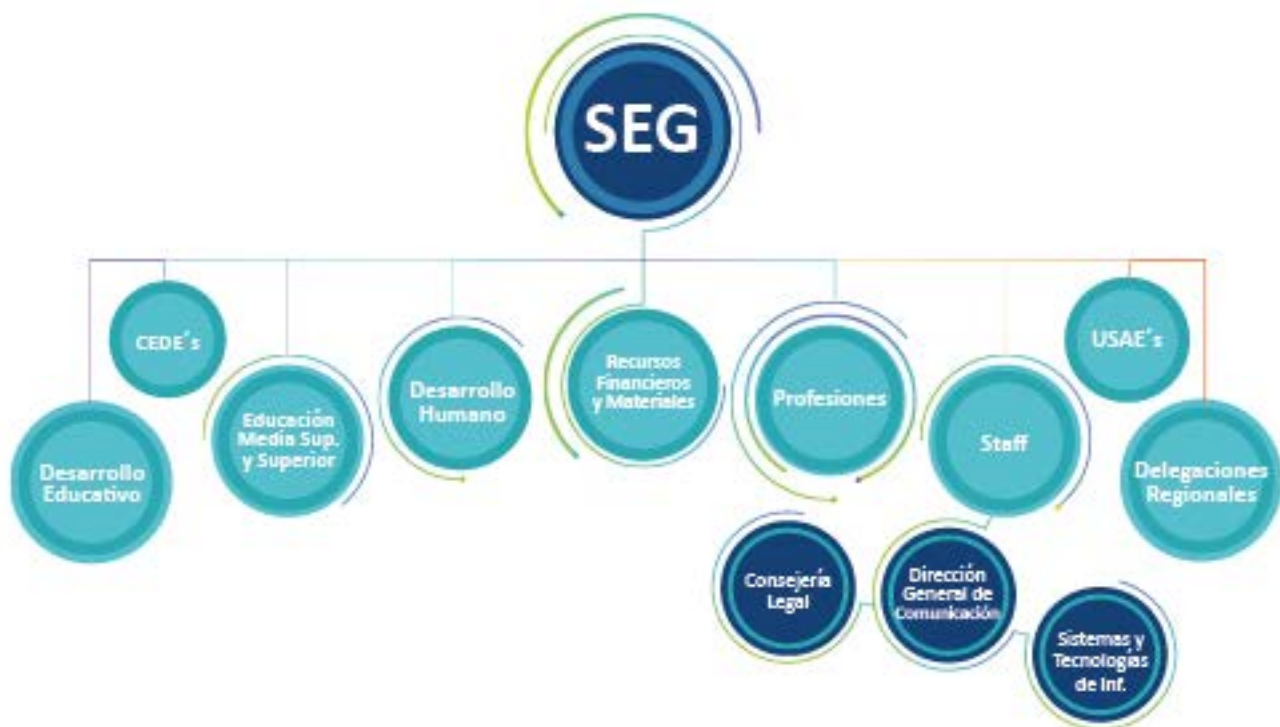 SEG
CEDE´s
USAE´s
Desarrollo
Educativo
Educación
Media Sup.
y Superior
Desarrollo
Humano
Recursos
Financieros
y Materiales
Profesiones
Staff
Delegaciones
Regionales
Consejería
Legal
Dirección
General de
Comunicación
Sistemas y
Tecnologías
de Inf.